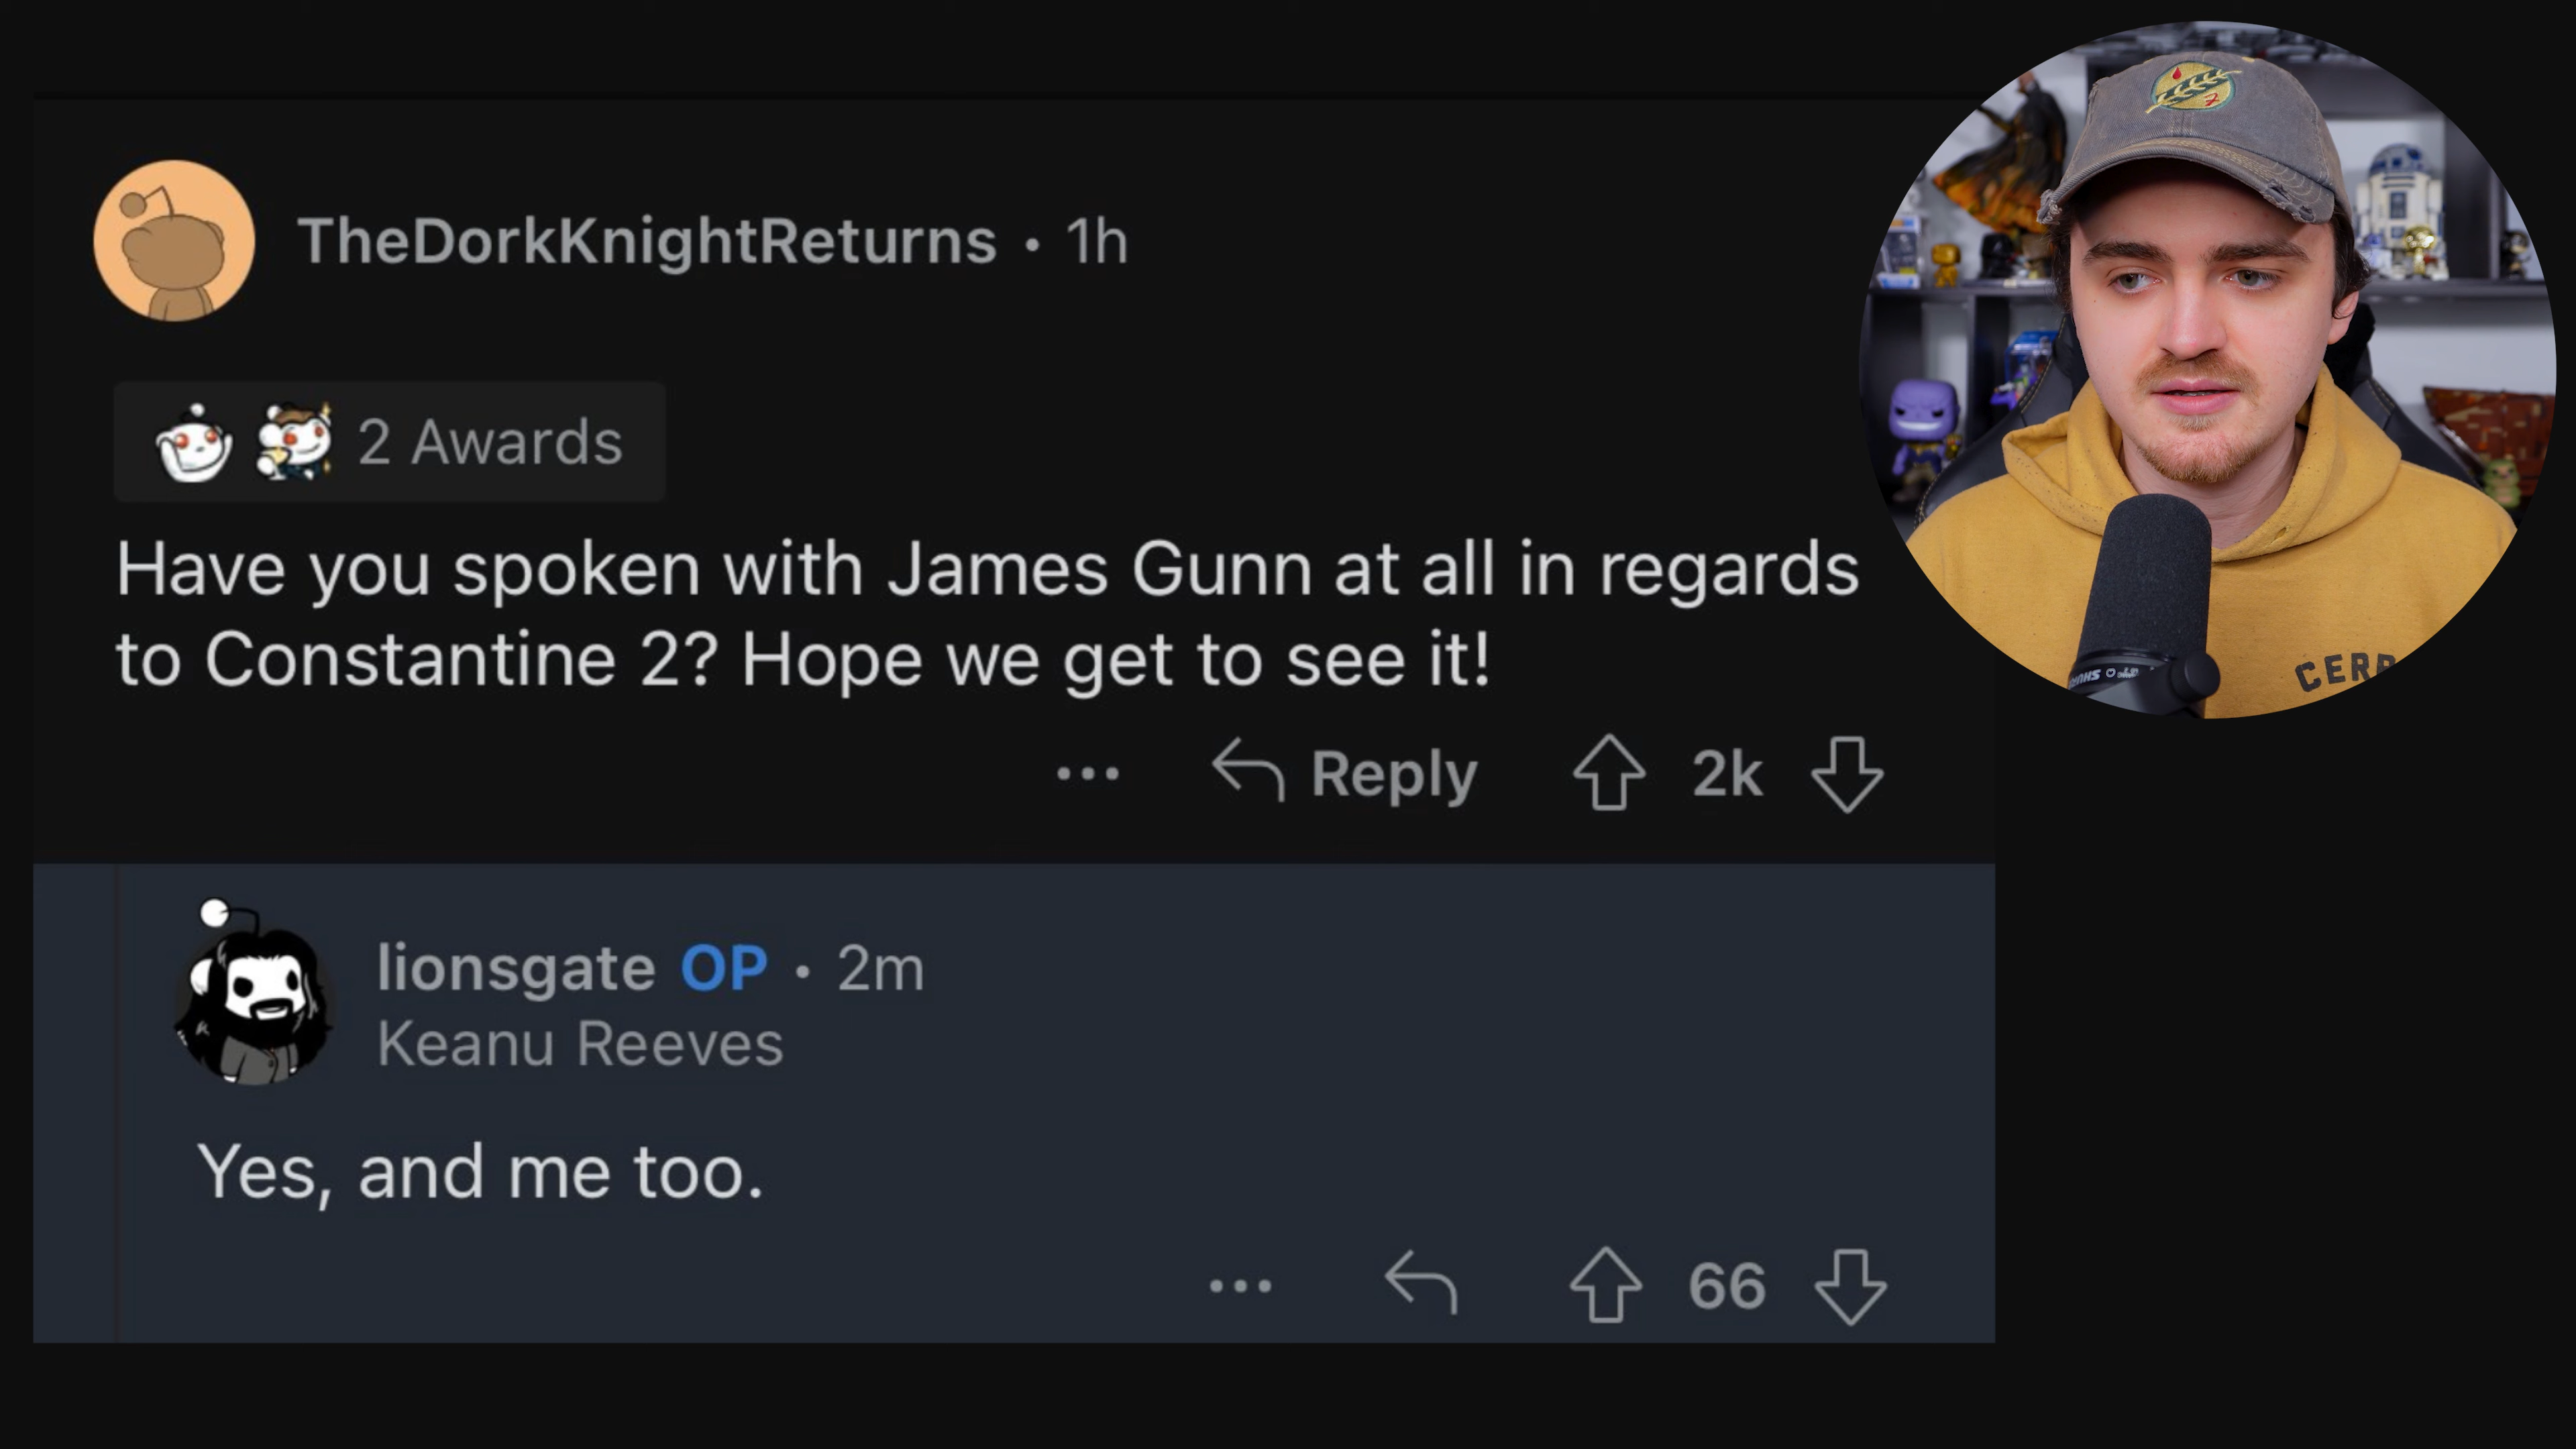 TheDorkKnightReturns • 1h
2 Awards
Have you spoken with James Gunn at all in regards
to Constantine 2? Hope we get to see it!
... Reply 2k
lionsgate OP • 2m
Keanu Reeves
Yes, and me too.
... 66
CERR